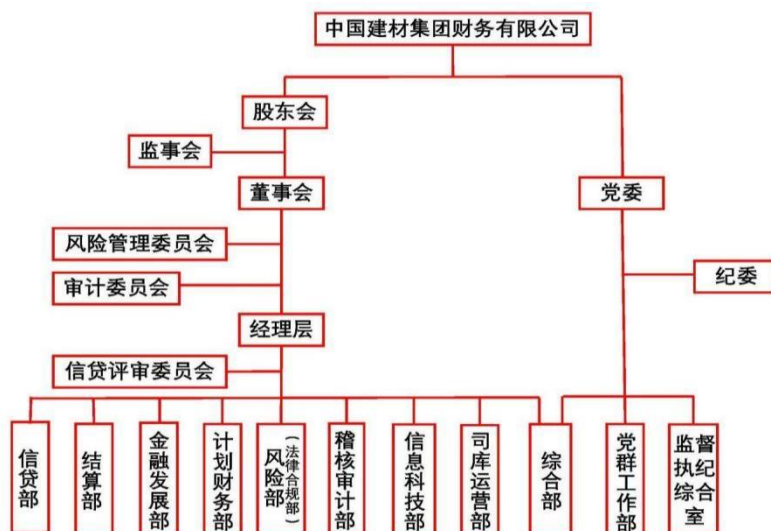 中国建材集团财务有限公司
股东会
监事会
董事会
党委
风险管理委员会
纪委
审计委员会
经理层
信贷评审委员会
信贷部
结算部
金融发展部
计划财务部
风险部
(法律合规部)
稽核审计部
信息科技部
司库运营部
综合部
党群工作部
监督执纪综合室